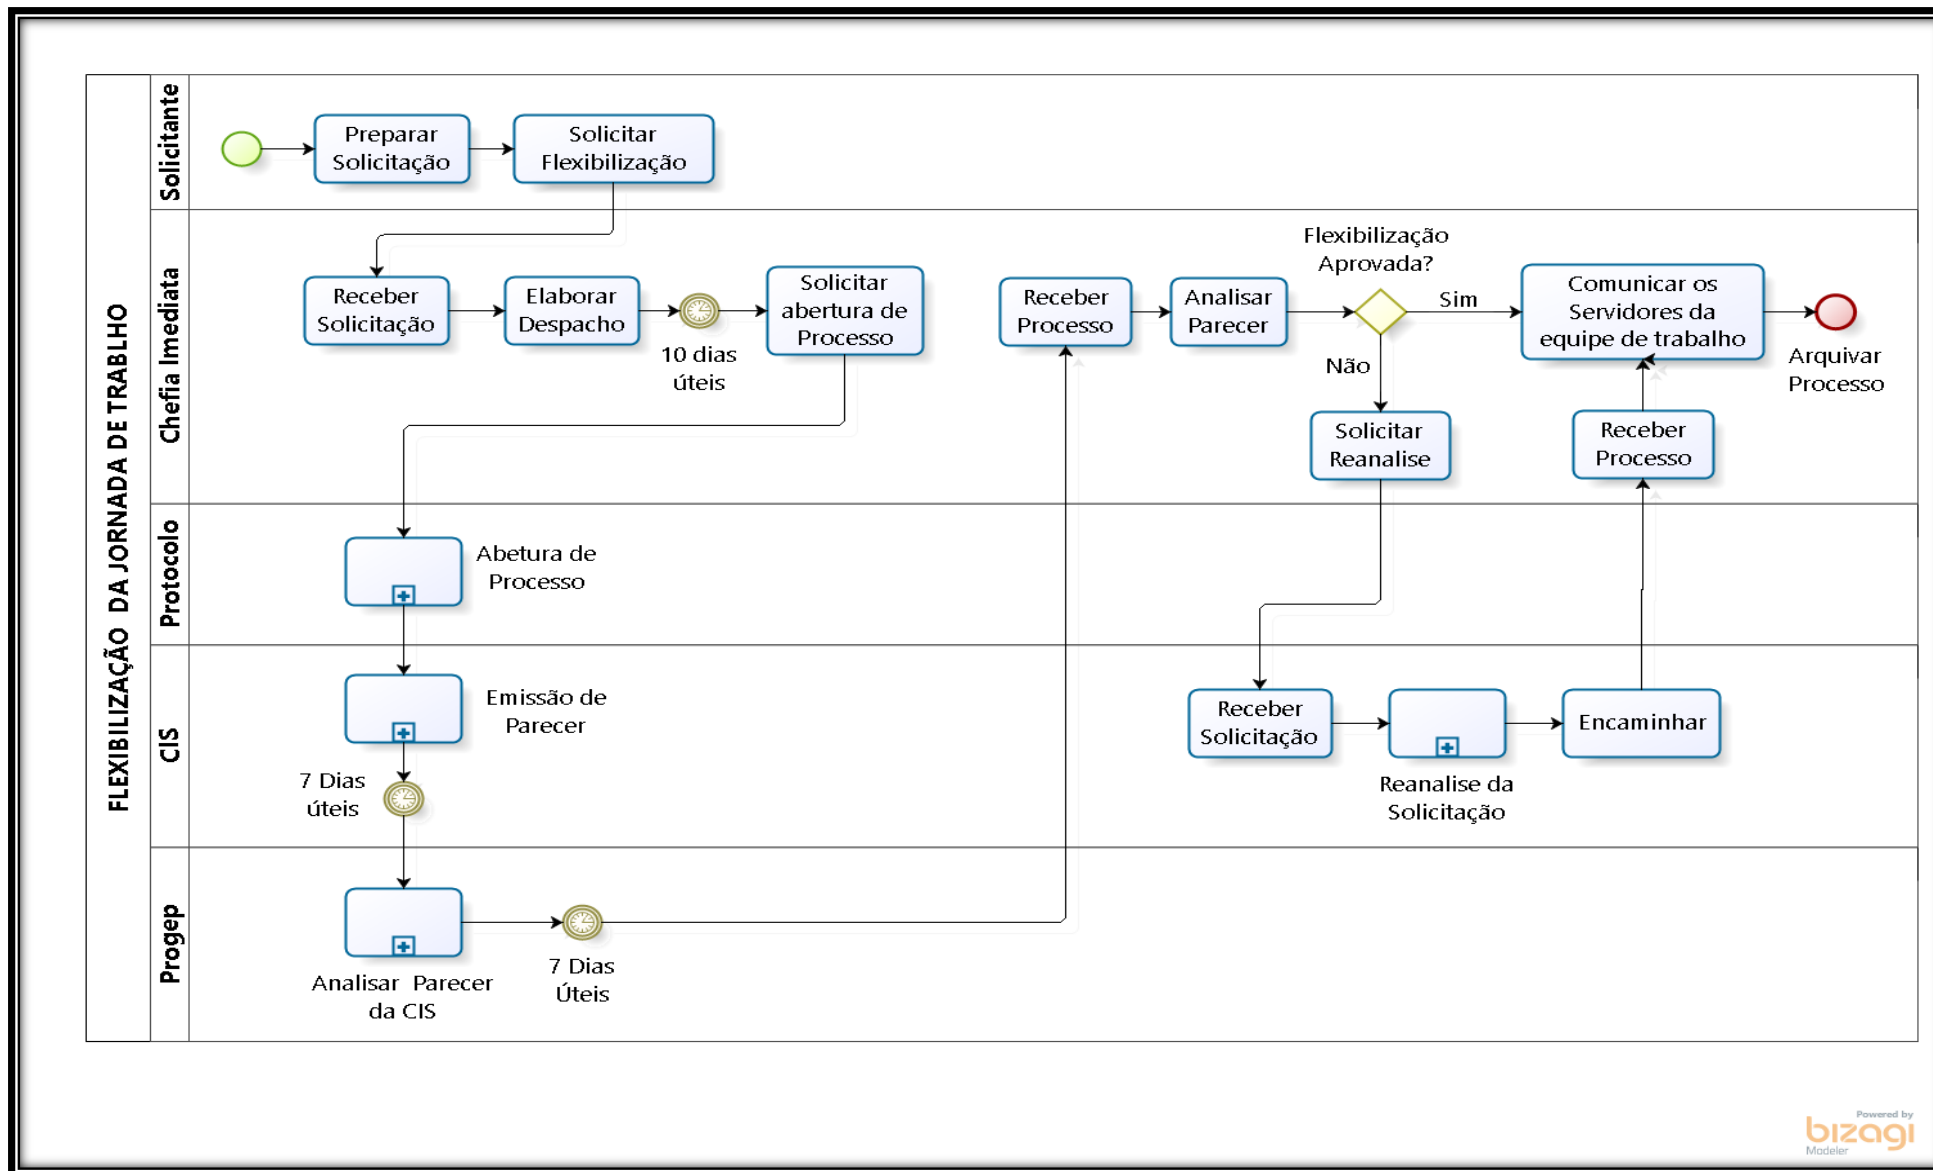 FLEXIBILIZAÇÃO DA JORNADA DE TRABLHO
Solicitante
Preparar
Solicitação
Solicitar
Flexibilização
Chefia Imediata
Receber
Solicitação
Elaborar
Despacho
10 dias
úteis
Solicitar
abertura de
Processo
Receber
Processo
Analisar
Parecer
Flexibilização
Aprovada?
Sim
Não
Comunicar os
Servidores da
equipe de trabalho
Arquivar
Processo
Solicitar
Reanalise
Receber
Processo
Protocolo
Abetura de
Processo
CIS
Emissão de
Parecer
7 Dias
úteis
Receber
Solicitação
Reanalise da
Solicitação
Encaminhar
Progep
Analisar Parecer
da CIS
7 Dias
Úteis
Powered by
bizagi
Modeler